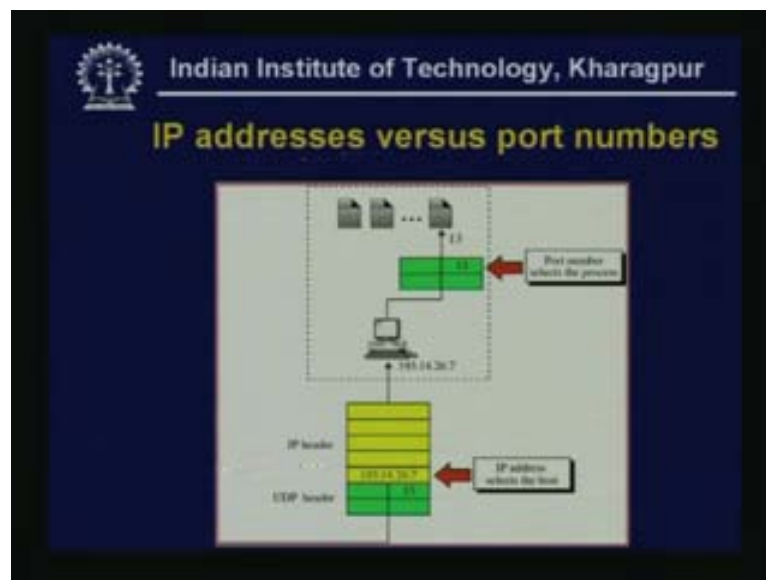 Indian Institute of Technology, Kharagpur
IP addresses versus port numbers
...
13
13
Port number
selects the process
193.14.26.7
IP header
193.14.26.7
IP address
selects the host
13
UDP header